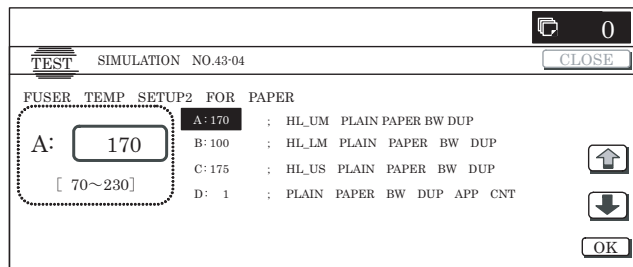 0
TEST SIMULATION NO.43-04 CLOSE
FUSER TEMP SETUP2 FOR PAPER
A: 170
[ 70～230]
A:170 ; HL_UM PLAIN PAPER BW DUP
B:100 ; HL_LM PLAIN PAPER BW DUP
C:175 ; HL_US PLAIN PAPER BW DUP
D: 1 ; PLAIN PAPER BW DUP APP CNT
OK